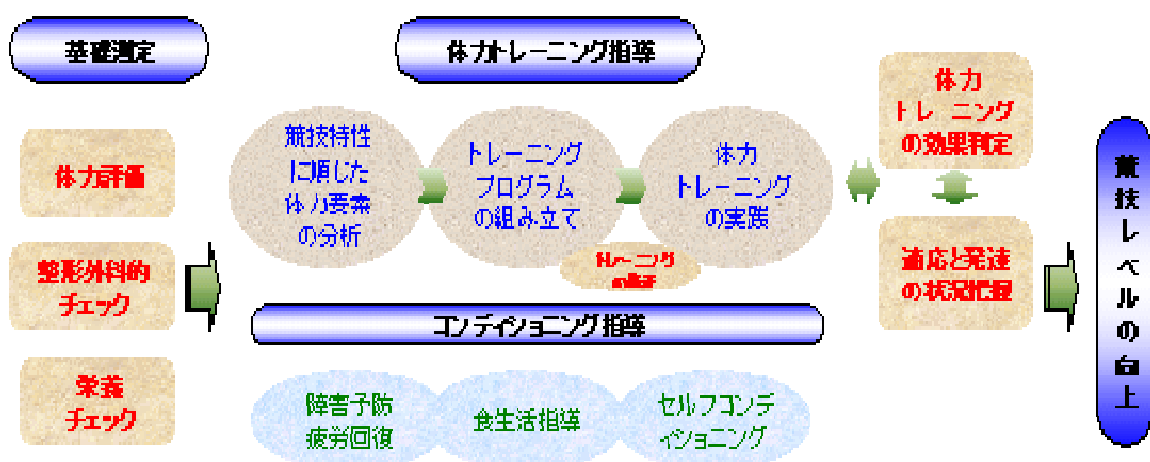 基礎測定
体力評価
整形外科的
チェック
栄養
チェック
体力トレーニング指導
競技特性
に順じた
体力要素
の分析
トレーニング
プログラム
の組み立て
体力
トレーニング
の実践
トレーニング
コンディショニング指導
障害予防
疲労回復
食生活指導
セルフコンデ
ィショニング
体力
トレーニング
の効果判定
適応と発達
の状況把握
競技レベルの向上